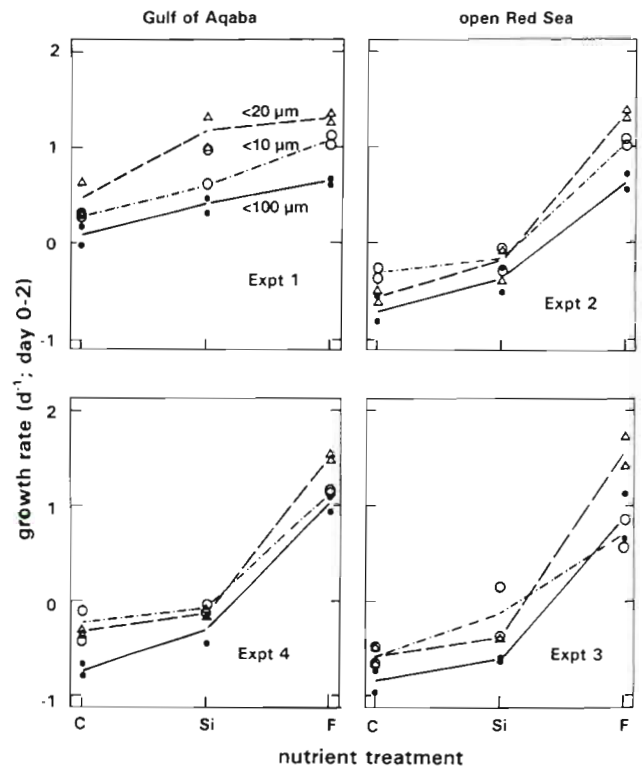 Gulf of Aqaba
open Red Sea
growth rate (d⁻¹; day 0-2)
2
1
0
-1
<20 µm
<10 µm
<100 µm
Expt 1
Expt 2
2
1
0
-1
Expt 4
Expt 3
C Si F
C Si F
nutrient treatment